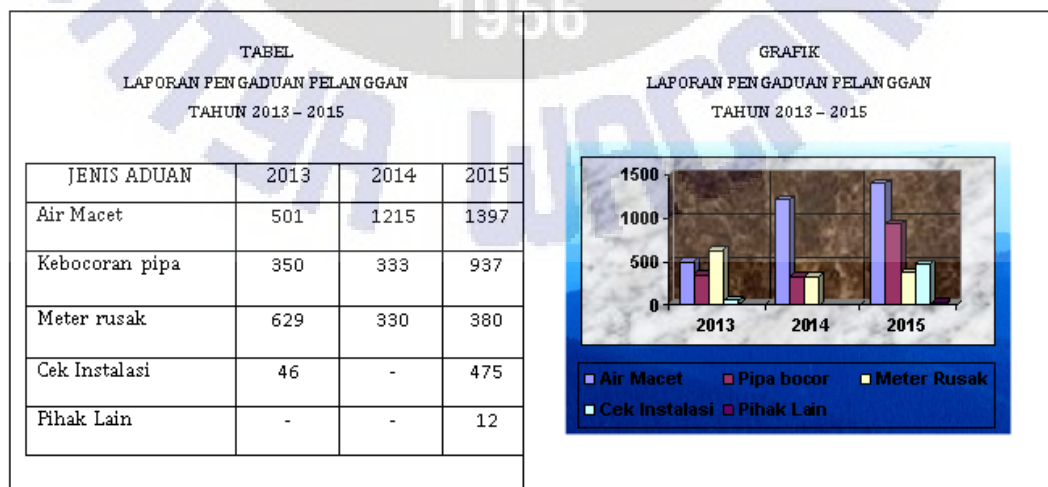 1956
TABEL
LAPORAN PENGADUAN PELANGGAN
TAHUN 2013 – 2015
JENIS ADUAN 2013 2014 2015
Air Macet 501 1215 1397
Kebocoran pipa 350 333 937
Meter rusak 629 330 380
Cek Instalasi 46 - 475
Pihak Lain - - 12
GRAFIK
LAPORAN PENGADUAN PELANGGAN
TAHUN 2013 – 2015
1500
1000
500
0
2013 2014 2015
Air Macet Pipa bocor Meter Rusak
Cek Instalasi Pihak Lain